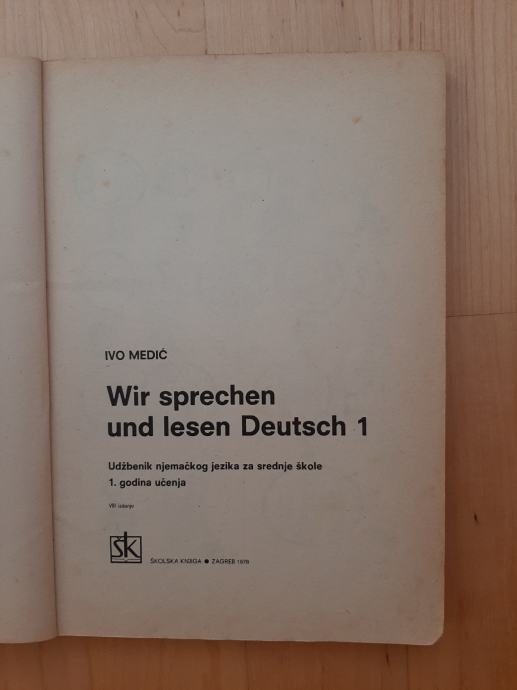 IVO MEDIĆ
Wir sprechen
und lesen Deutsch 1
Udžbenik njemačkog jezika za srednje škole
1. godina učenja
VIII izdanje
ŠK
ŠKOLSKA KNJIGA ● ZAGREB 1978